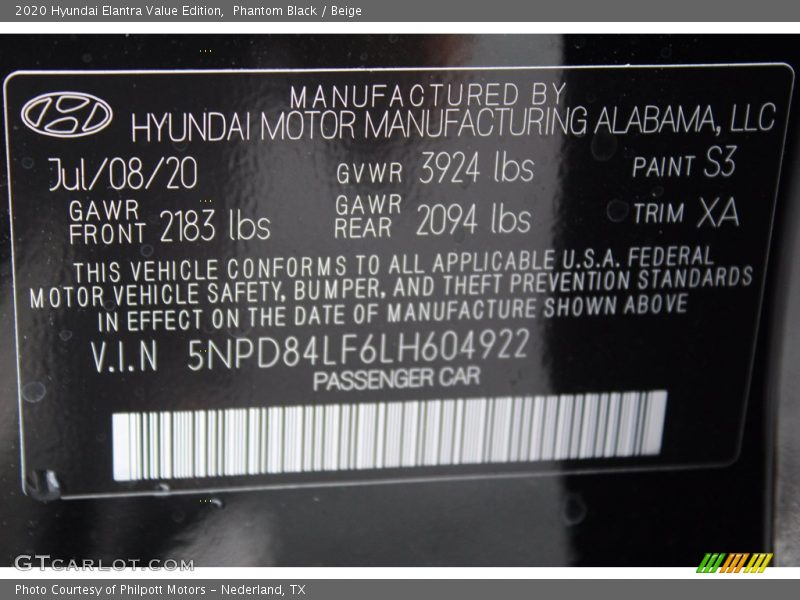 2020 Hyundai Elantra Value Edition, Phantom Black / Beige
MANUFACTURED BY
HYUNDAI MOTOR MANUFACTURING ALABAMA, LLC
Jul/08/20 GVWR 3924 lbs PAINT S3
GAWR FRONT 2183 lbs GAWR REAR 2094 lbs TRIM XA
THIS VEHICLE CONFORMS TO ALL APPLICABLE U.S.A. FEDERAL
MOTOR VEHICLE SAFETY, BUMPER, AND THEFT PREVENTION STANDARDS
IN EFFECT ON THE DATE OF MANUFACTURE SHOWN ABOVE
V.I.N 5NPD84LF6LH604922
PASSENGER CAR
GTCARLOT.COM
Photo Courtesy of Philpott Motors - Nederland, TX